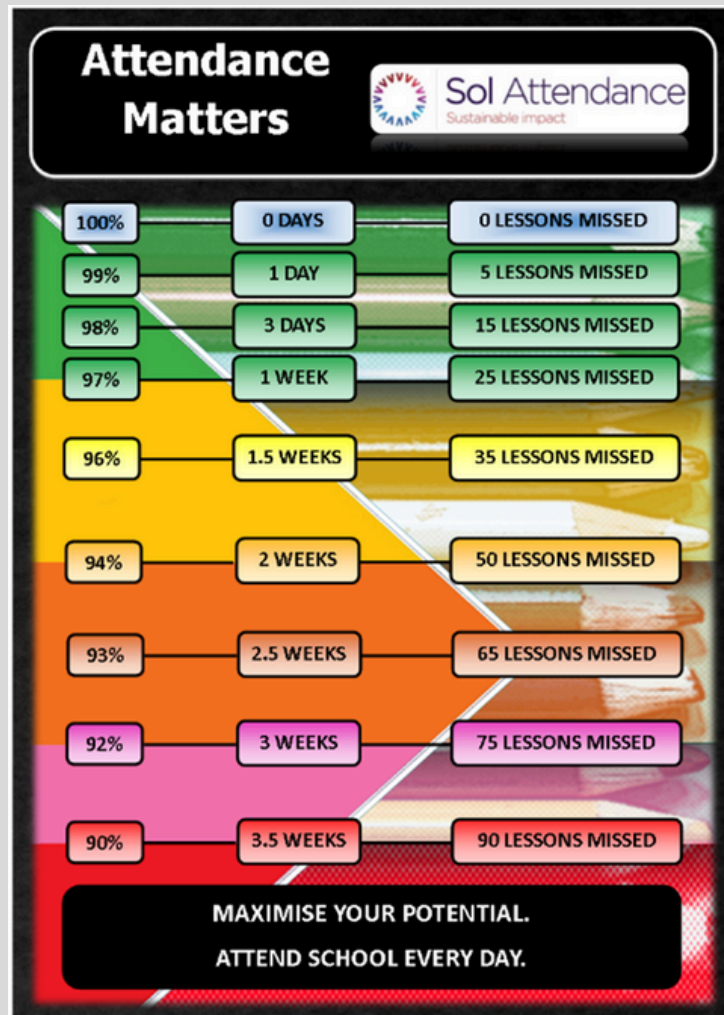 Attendance
Matters
Sol Attendance
Sustainable impact
100% 0 DAYS 0 LESSONS MISSED
99% 1 DAY 5 LESSONS MISSED
98% 3 DAYS 15 LESSONS MISSED
97% 1 WEEK 25 LESSONS MISSED
96% 1.5 WEEKS 35 LESSONS MISSED
94% 2 WEEKS 50 LESSONS MISSED
93% 2.5 WEEKS 65 LESSONS MISSED
92% 3 WEEKS 75 LESSONS MISSED
90% 3.5 WEEKS 90 LESSONS MISSED
MAXIMISE YOUR POTENTIAL.
ATTEND SCHOOL EVERY DAY.